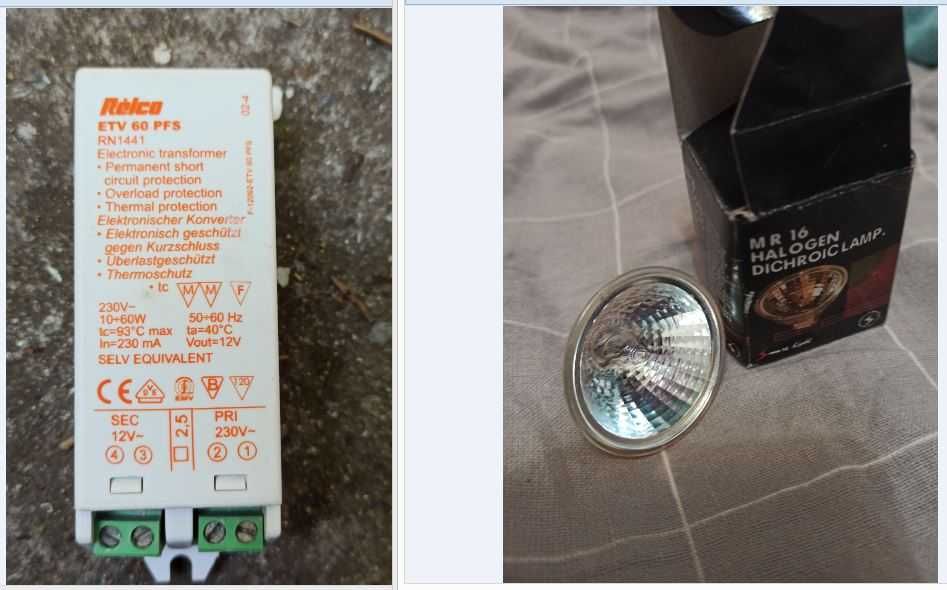 Relco
ETV 60 PFS
RN1441
Electronic transformer
• Permanent short
circuit protection
• Overload protection
• Thermal protection
Elektronischer Konverter
• Elektronisch geschützt
gegen Kurzschluss
• Überlastgeschützt
• Thermoschutz
• tc M M F
230V~
10÷60W 50÷60 Hz
tc=93°C max ta=40°C
In=230 mA Vout=12V
SELV EQUIVALENT
CE EMV B 120
SEC 2,5 PRI
12V~ 230V~
4 3 2 1
MR 16
HALOGEN
DICHROIC LAMP.